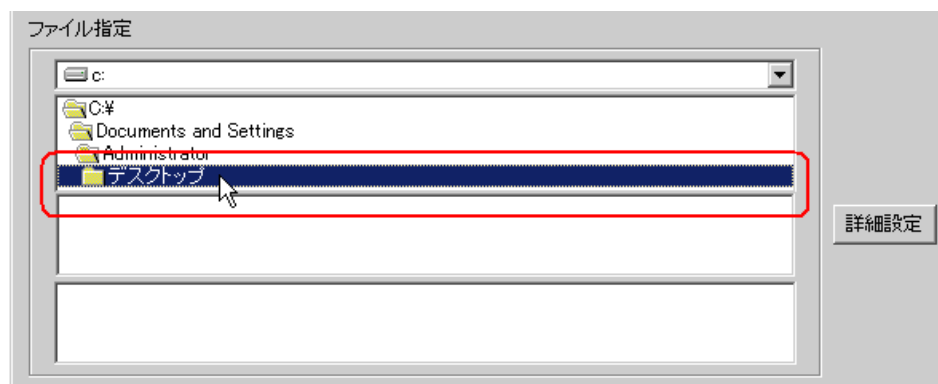 ファイル指定
c:
C:¥
Documents and Settings
Administrator
デスクトップ
詳細設定